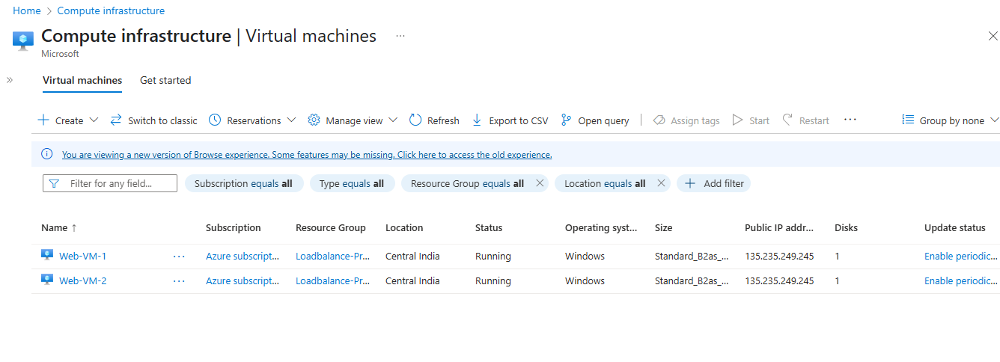 Home > Compute infrastructure
Compute infrastructure | Virtual machines ...
Microsoft
Virtual machines Get started
Create Switch to classic Reservations Manage view Refresh Export to CSV Open query Assign tags Start Restart ... Group by none
You are viewing a new version of Browse experience. Some features may be missing. Click here to access the old experience.
Filter for any field... Subscription equals all Type equals all Resource Group equals all Location equals all Add filter
Name ↑ Subscription Resource Group Location Status Operating syst... Size Public IP addr... Disks Update status
Web-VM-1 ... Azure subscript... Loadbalance-Pr... Central India Running Windows Standard_B2as_... 135.235.249.245 1 Enable periodic...
Web-VM-2 ... Azure subscript... Loadbalance-Pr... Central India Running Windows Standard_B2as_... 135.235.249.245 1 Enable periodic...